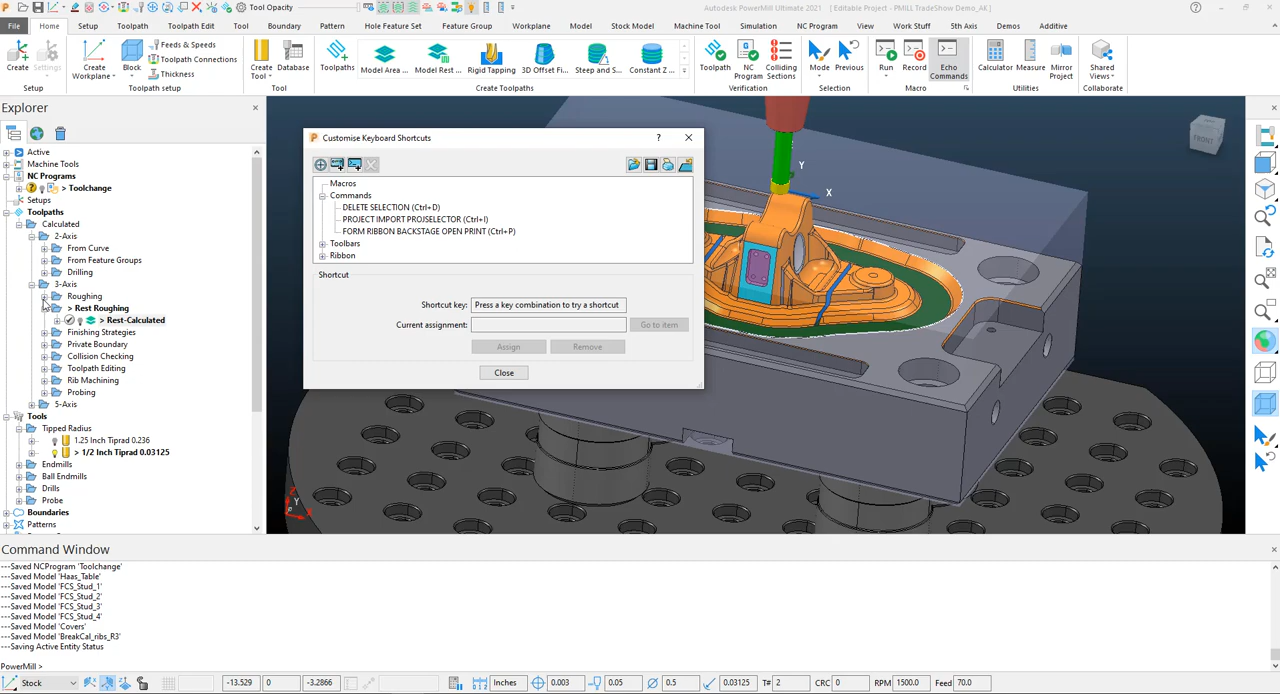 Tool Opacity
Autodesk PowerMill Ultimate 2021 - [ Editable Project - PMILL TradeShow Demo_AK ]
File Home Toolpath Toolpath Edit Tool Boundary Pattern Hole Feature Set Feature Group Workplane Model Stock Model Machine Tool Simulation NC Program View Work Stuff 5th Axis Demos Additive
Create Settings... Setup
Create Workplane Block Feeds & Speeds Toolpath Connections Thickness Toolpath setup
Create Tool Database Tool
Toolpaths Model Area ... Model Rest ... Rigid Tapping 3D Offset Fi... Steep and S... Constant Z ... Create Toolpaths
Toolpath NC Program Colliding Sections Verification
Mode Previous Selection
Run Record Echo Commands Macro
Calculator Measure Mirror Project Utilities
Shared Views Collaborate
Explorer
Active
Machine Tools
NC Programs
> Toolchange
Setups
Toolpaths
Calculated
2-Axis
From Curve
From Feature Groups
Drilling
3-Axis
Roughing
> Rest Roughing
> Rest-Calculated
Finishing Strategies
Private Boundary
Collision Checking
Toolpath Editing
Rib Machining
Probing
5-Axis
Tools
Tipped Radius
1.25 Inch Tiprad 0.236
> 1/2 Inch Tiprad 0.03125
Endmills
Ball Endmills
Drills
Probe
Boundaries
Patterns
Customise Keyboard Shortcuts ?
Macros
Commands
DELETE SELECTION (Ctrl+D)
PROJECT IMPORT PROJSELECTOR (Ctrl+I)
FORM RIBBON BACKSTAGE OPEN PRINT (Ctrl+P)
Toolbars
Ribbon
Shortcut
Shortcut key: Press a key combination to try a shortcut
Current assignment: Go to item
Assign Remove
Close
Y
X
FRONT
Command Window
---Saved NCProgram 'Toolchange'
---Saved Model 'Haas_Table'
---Saved Model 'FCS_Stud_1'
---Saved Model 'FCS_Stud_2'
---Saved Model 'FCS_Stud_3'
---Saved Model 'FCS_Stud_4'
---Saved Model 'Covers'
---Saved Model 'BreakCal_ribs_R3'
---Saving Active Entity Status
PowerMill >
Stock -13.529 0 -3.2866 Inches 0.003 0.05 0.5 0.03125 T# 2 CRC 0 RPM 1500.0 Feed 70.0